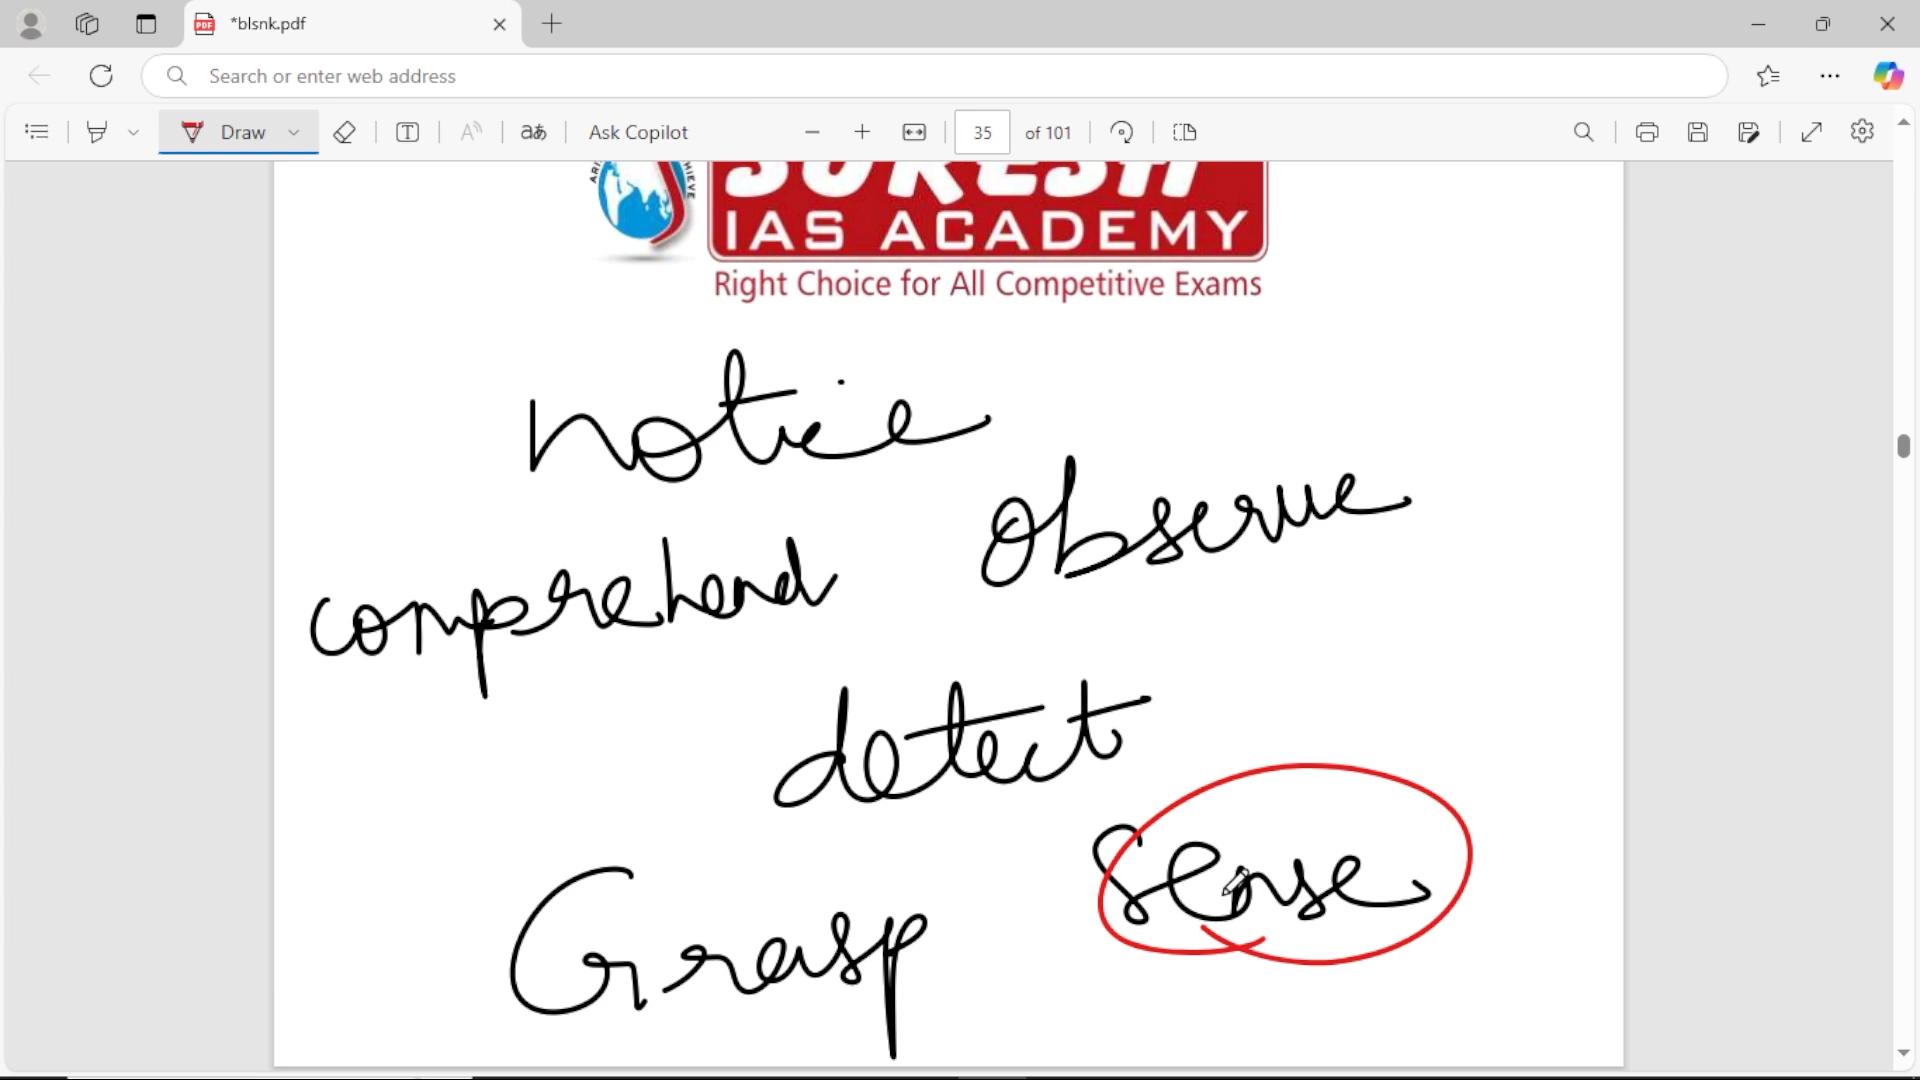 *blsnk.pdf
Search or enter web address
Draw
Ask Copilot
35 of 101
SURESH
IAS ACADEMY
Right Choice for All Competitive Exams
notice
observe
comprehend
detect
Sense
Grasp